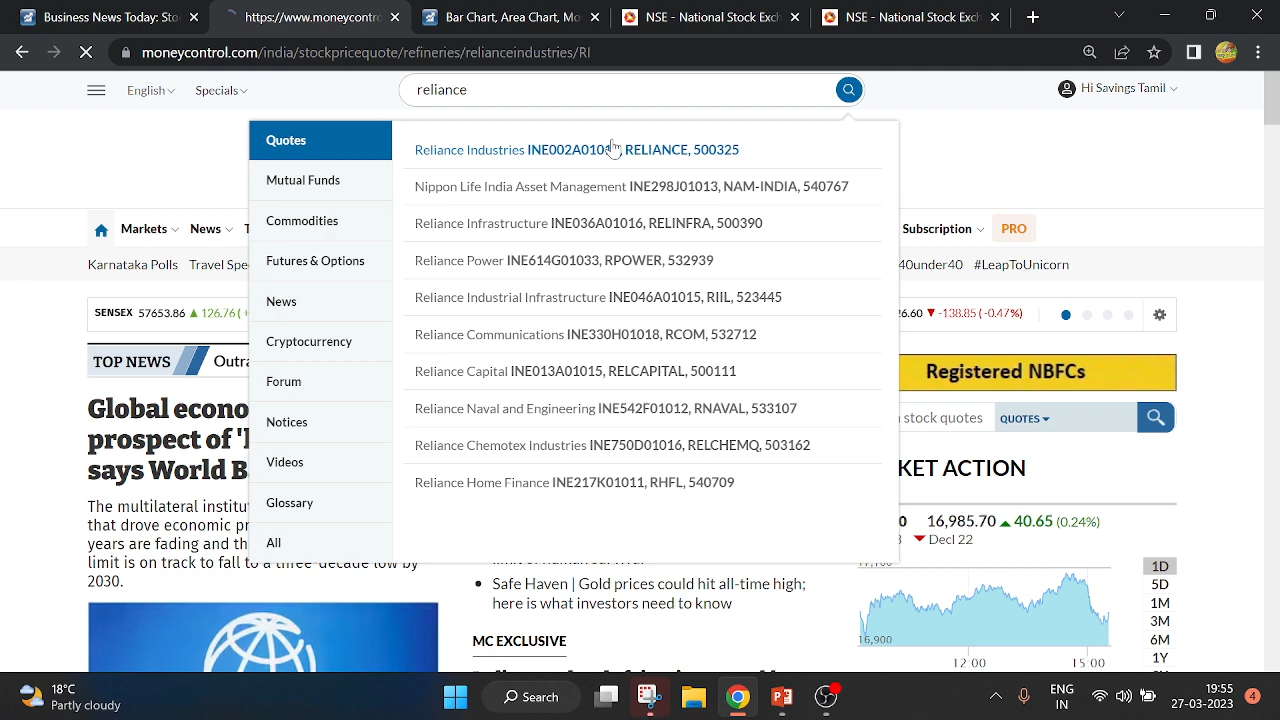 Business News Today: Sto
https://www.moneycontro
Line Chart, Area Chart, Mo
NSE - National Stock Exch
NSE - National Stock Exch
moneycontrol.com/india/stockpricequote/refineries/relianceindustries/RI
English
Specials
reliance
Hi Savings Tamil
Quotes
Mutual Funds
Commodities
Futures & Options
News
Cryptocurrency
Forum
Notices
Videos
Glossary
All
Reliance Industries RELIANCE, 500325
Nippon Life India Asset Management INE298J01013, NAM-INDIA, 540767
Reliance Infrastructure INE036A01016, RELINFRA, 500390
Reliance Power INE614G01033, RPOWER, 532939
Reliance Industrial Infrastructure INE046A01015, RIIL, 523445
Reliance Communications INE330H01018, RCOM, 532712
Reliance Capital INE013A01015, RELCAPITAL, 500111
Reliance Naval and Engineering INE542F01012, RNAVAL, 533107
Reliance Chemotex Industries INE750D01016, RELCHEMQ, 503162
Reliance Home Finance INE217K01011, RHFL, 540709
Markets News Subscription PRO
Karnataka Polls Travel Spe 40under40 #LeapToUnicorn
SENSEX 57653.86 ▲ 126.76 ( 26.60 ▼ -138.85 ( -0.47%)
TOP NEWS Outra
Registered NBFCs
stock quotes QUOTES
Global econo
prospect of '
says World B
The multilateral institu
that drove economic pr
years are fading and th
limit is on track to fall to a three-decade low by
2030.
Safe Haven | Gold prices could hit all-time high;
here is what investors need to know
MC EXCLUSIVE
KET ACTION
16,985.70 ▲ 40.65 (0.24%)
▼ Decl 22
16,900
12:00 15:00
1D
5D
1M
3M
6M
1Y
18°C
Partly cloudy
Search
ENG
IN
19:55
27-03-2023
4